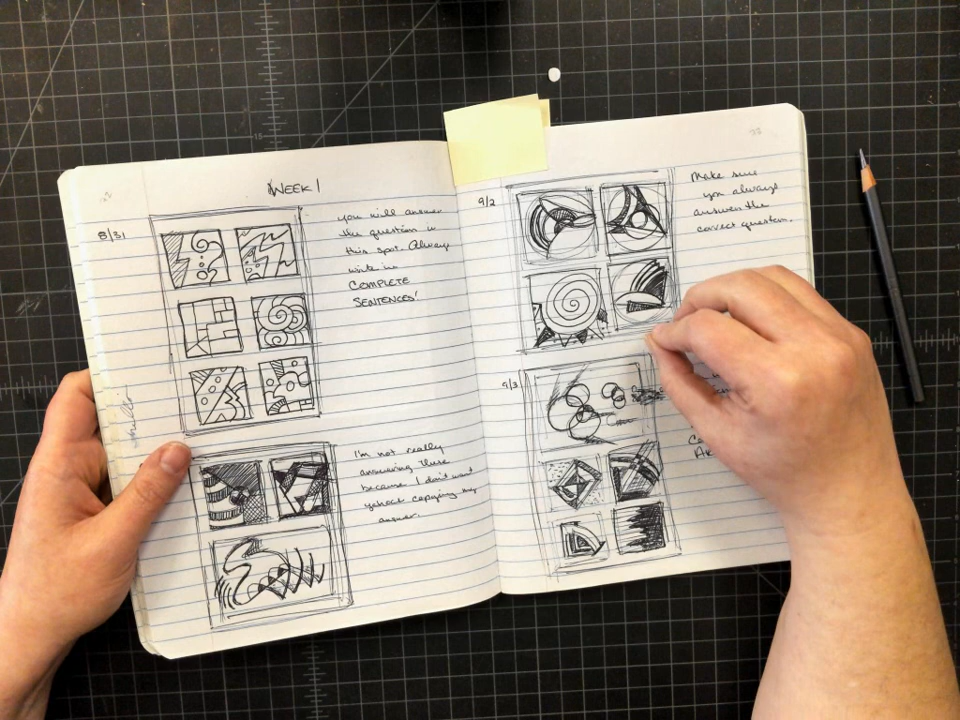 WEEK 1
8/31
you will answer
the question in
this spot. Always
write in
COMPLETE
SENTENCES!
I'm not really
answering these
because I don't want
copying my
answer.
9/2
Make sure
you always
answer the
correct question.
9/3
15